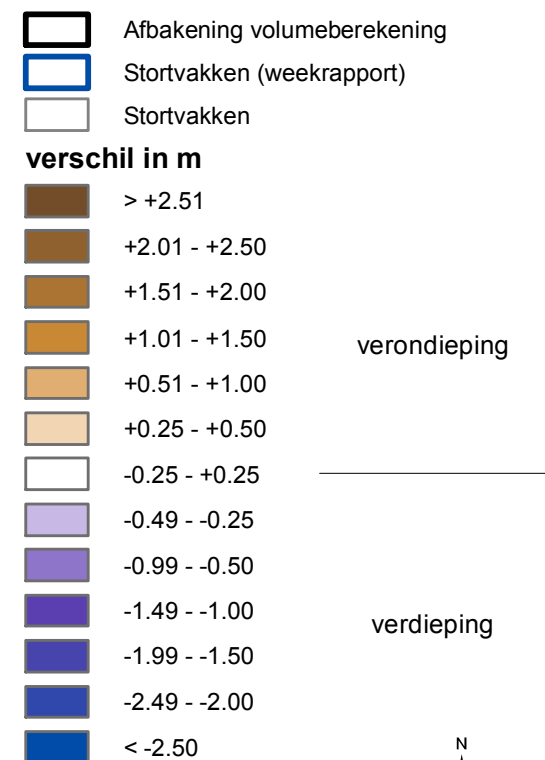 Afbakening volumeberekening
Stortvakken (weekrapport)
Stortvakken
verschil in m
> +2.51
+2.01 - +2.50
+1.51 - +2.00
+1.01 - +1.50
verondieping
+0.51 - +1.00
+0.25 - +0.50
-0.25 - +0.25
-0.49 - -0.25
-0.99 - -0.50
-1.49 - -1.00
verdieping
-1.99 - -1.50
-2.49 - -2.00
< -2.50
N